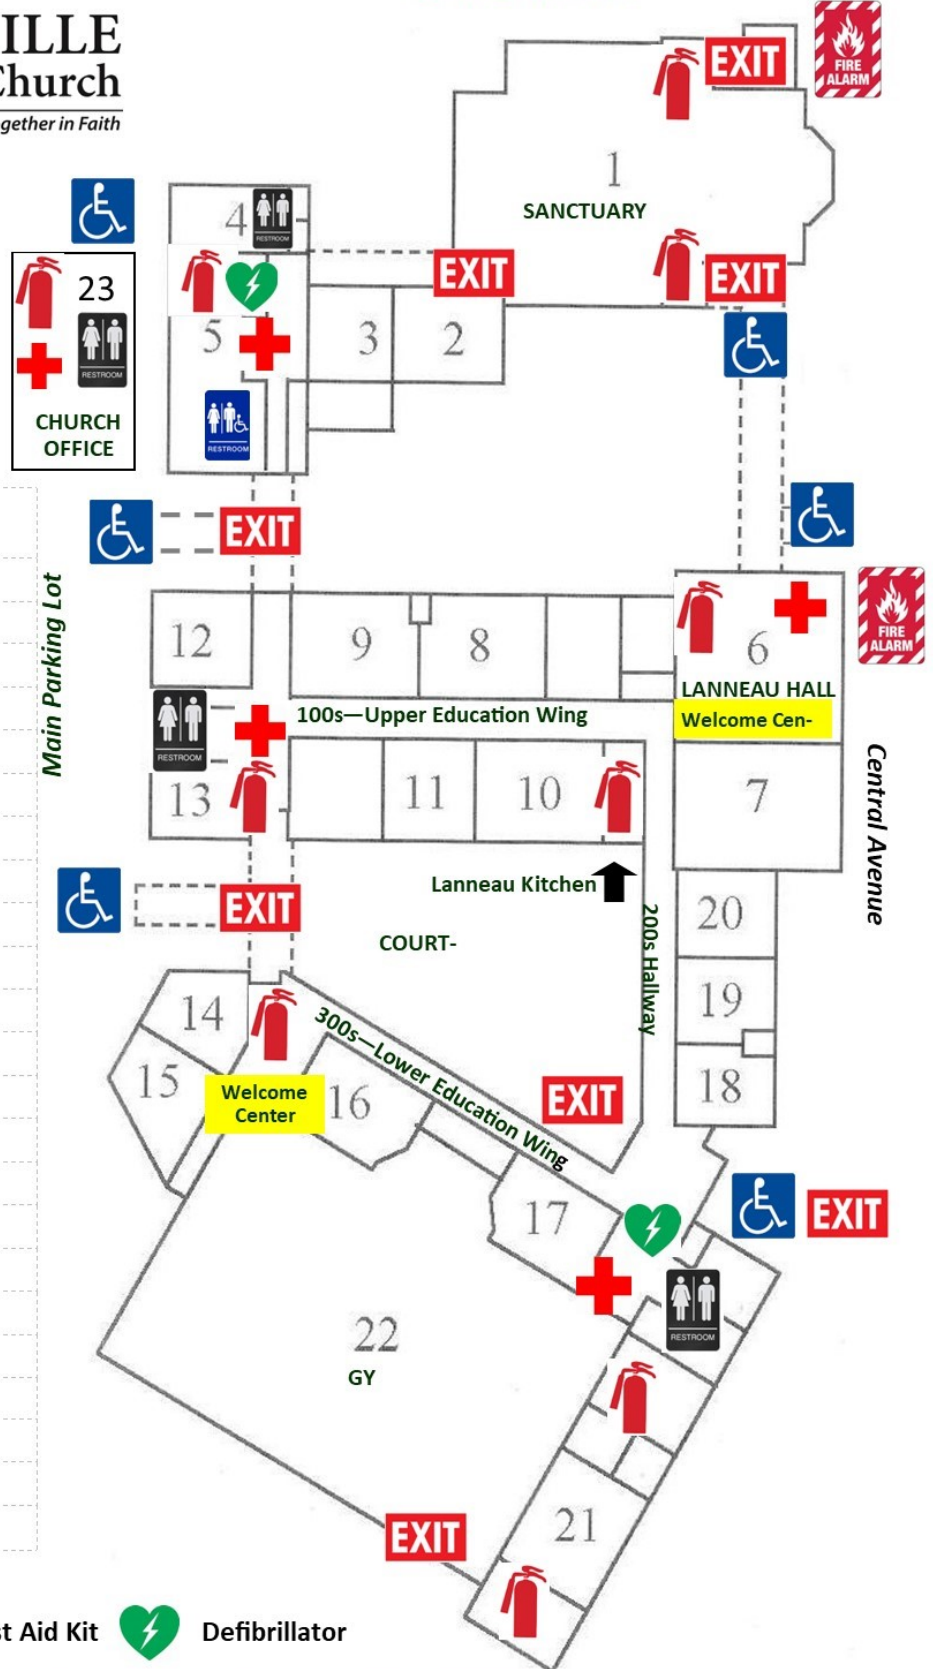 ILLE
Church
ogether in Faith
FIRE
ALARM
EXIT
1
SANCTUARY
EXIT
EXIT
4
RESTROOM
23
RESTROOM
CHURCH
OFFICE
5
3
2
RESTROOM
EXIT
Main Parking Lot
12
9
8
6
LANNEAU HALL
Welcome Cen-
FIRE
ALARM
100s—Upper Education Wing
RESTROOM
13
11
10
7
Central Avenue
Lanneau Kitchen
EXIT
COURT-
200s Hallway
20
19
18
14
15
Welcome
Center
16
300s—Lower Education Wing
EXIT
17
EXIT
RESTROOM
22
GY
21
EXIT
st Aid Kit
Defibrillator